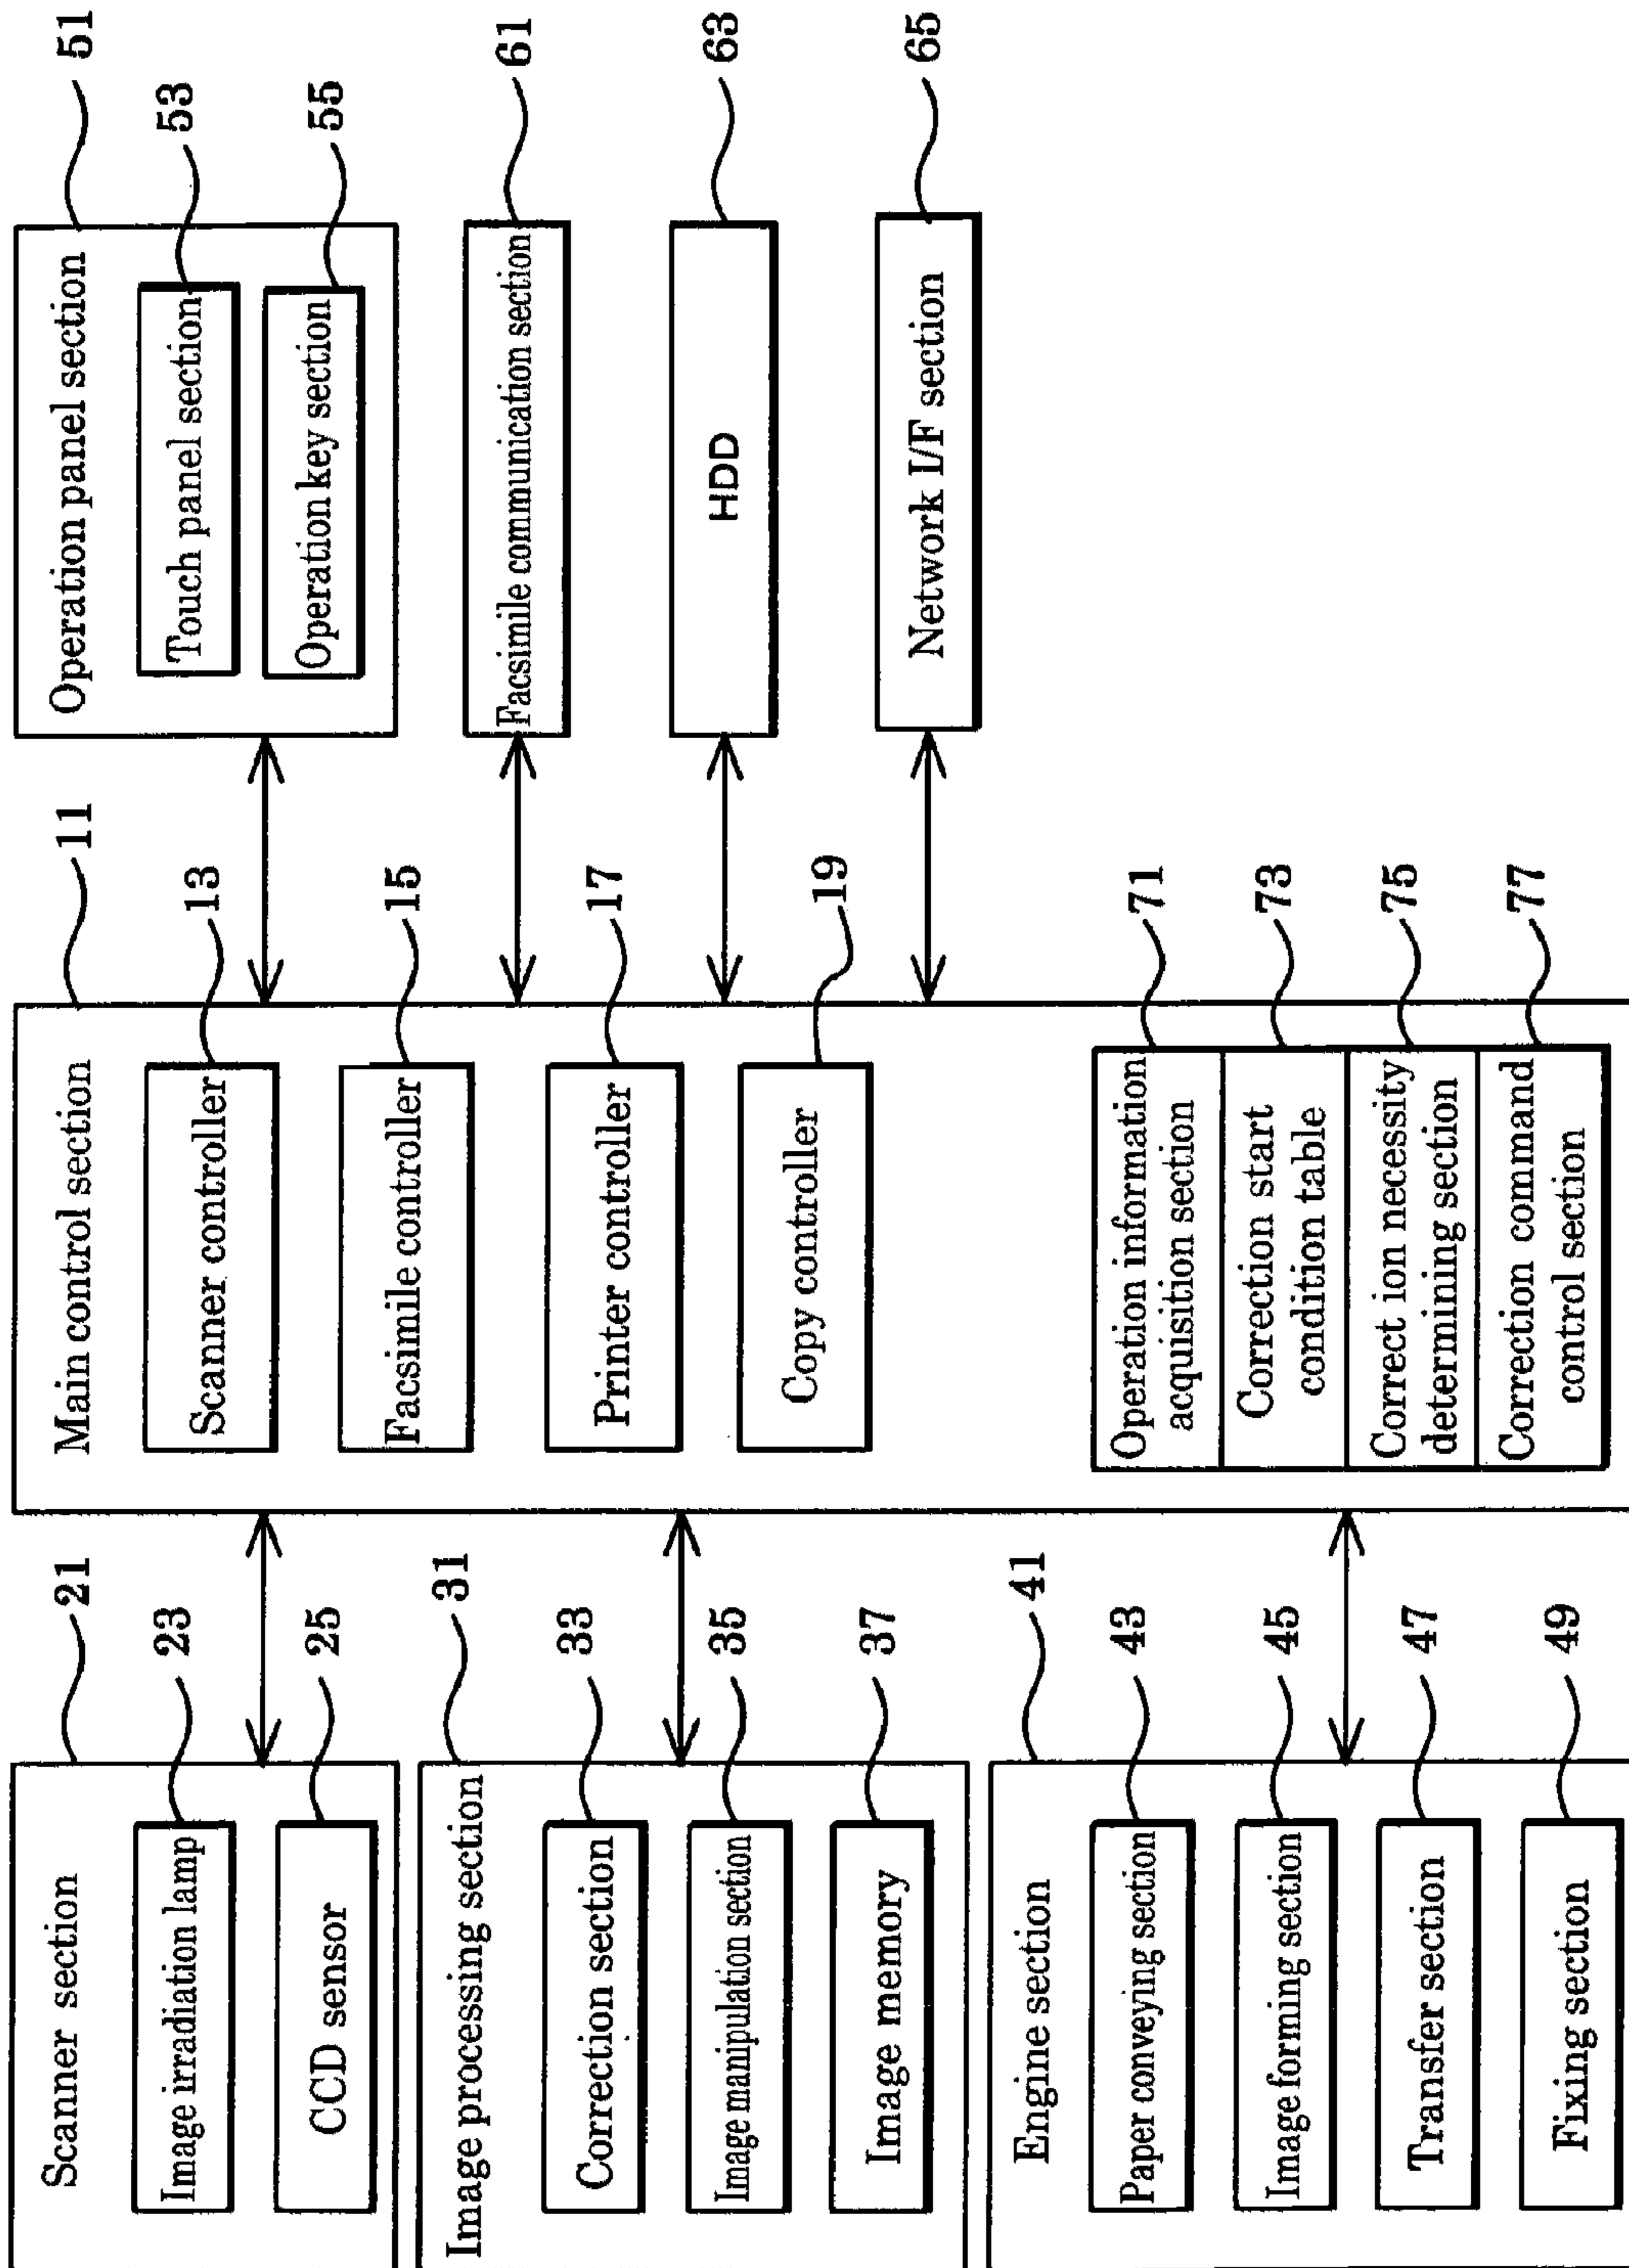 Scanner section
21
Image irradiation lamp
23
CCD sensor
25
Image processing section
31
Correction section
33
Image manipulation section
35
Image memory
37
Engine section
41
Paper conveying section
43
Image forming section
45
Transfer section
47
Fixing section
49
Main control section
11
Scanner controller
13
Facsimile controller
15
Printer controller
17
Copy controller
19
Operation information
acquisition section
71
Correction start
condition table
73
Correct ion necessity
determining section
75
Correction command
control section
77
Operation panel section
51
Touch panel section
53
Operation key section
55
Facsimile communication section
61
HDD
63
Network I/F section
65